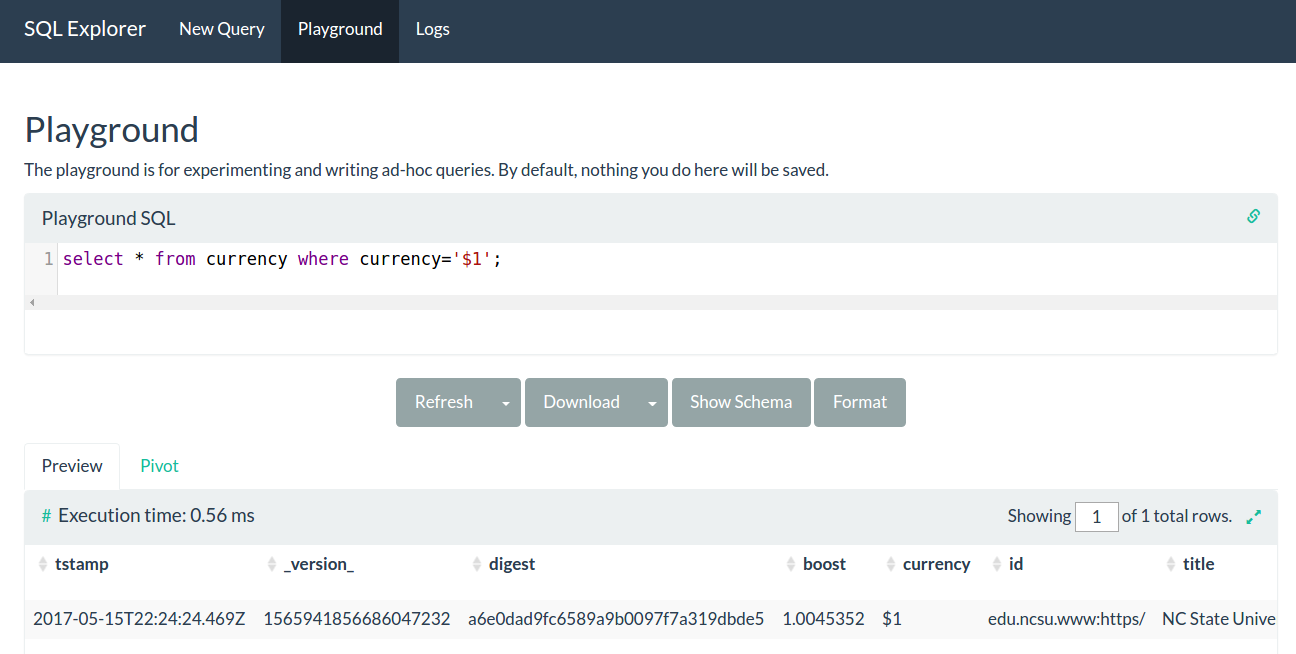 SQL Explorer New Query Playground Logs
Playground
The playground is for experimenting and writing ad-hoc queries. By default, nothing you do here will be saved.
Playground SQL
1 select * from currency where currency='$1';
Refresh Download Show Schema Format
Preview Pivot
# Execution time: 0.56 ms Showing 1 of 1 total rows.
tstamp _version_ digest boost currency id title
2017-05-15T22:24:24.469Z 1565941856686047232 a6e0dad9fc6589a9b0097f7a319dbde5 1.0045352 $1 edu.ncsu.www:https/ NC State Unive